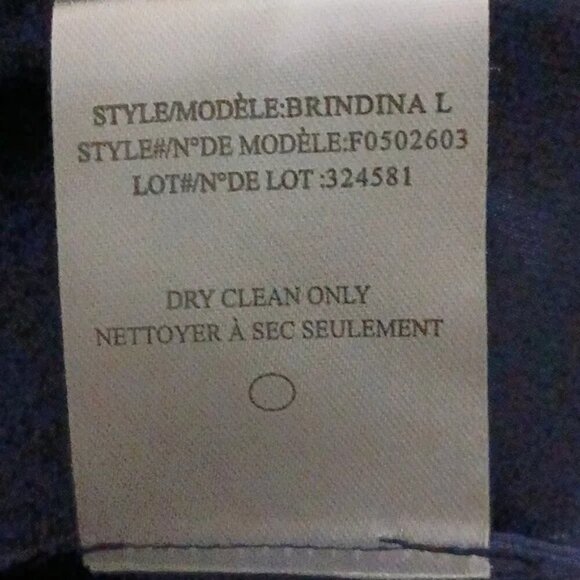 STYLE/MODÈLE:BRINDINA L
STYLE#/N°DE MODÈLE:F0502603
LOT#/N°DE LOT :324581
DRY CLEAN ONLY
NETTOYER À SEC SEULEMENT